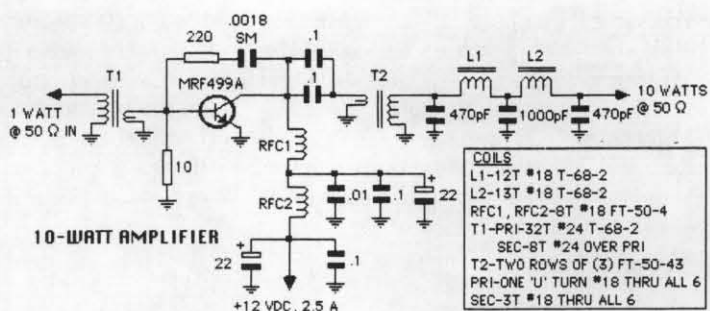 .0018
SM
220
.1
L1
L2
T1
MRF499A
.1
T2
1 WATT
@ 50 Ω IN
470pF
1000pF
470pF
10 WATTS
@ 50 Ω
10
RFC1
RFC2
.01
.1
+
22
10-WATT AMPLIFIER
+
22
.1
+12 VDC, 2.5 A
COILS
L1-12T #18 T-68-2
L2-13T #18 T-68-2
RFC1, RFC2-8T #18 FT-50-4
T1-PRI-32T #24 T-68-2
SEC-8T #24 OVER PRI
T2-TWO ROWS OF (3) FT-50-43
PRI-ONE 'U' TURN #18 THRU ALL 6
SEC-3T #18 THRU ALL 6